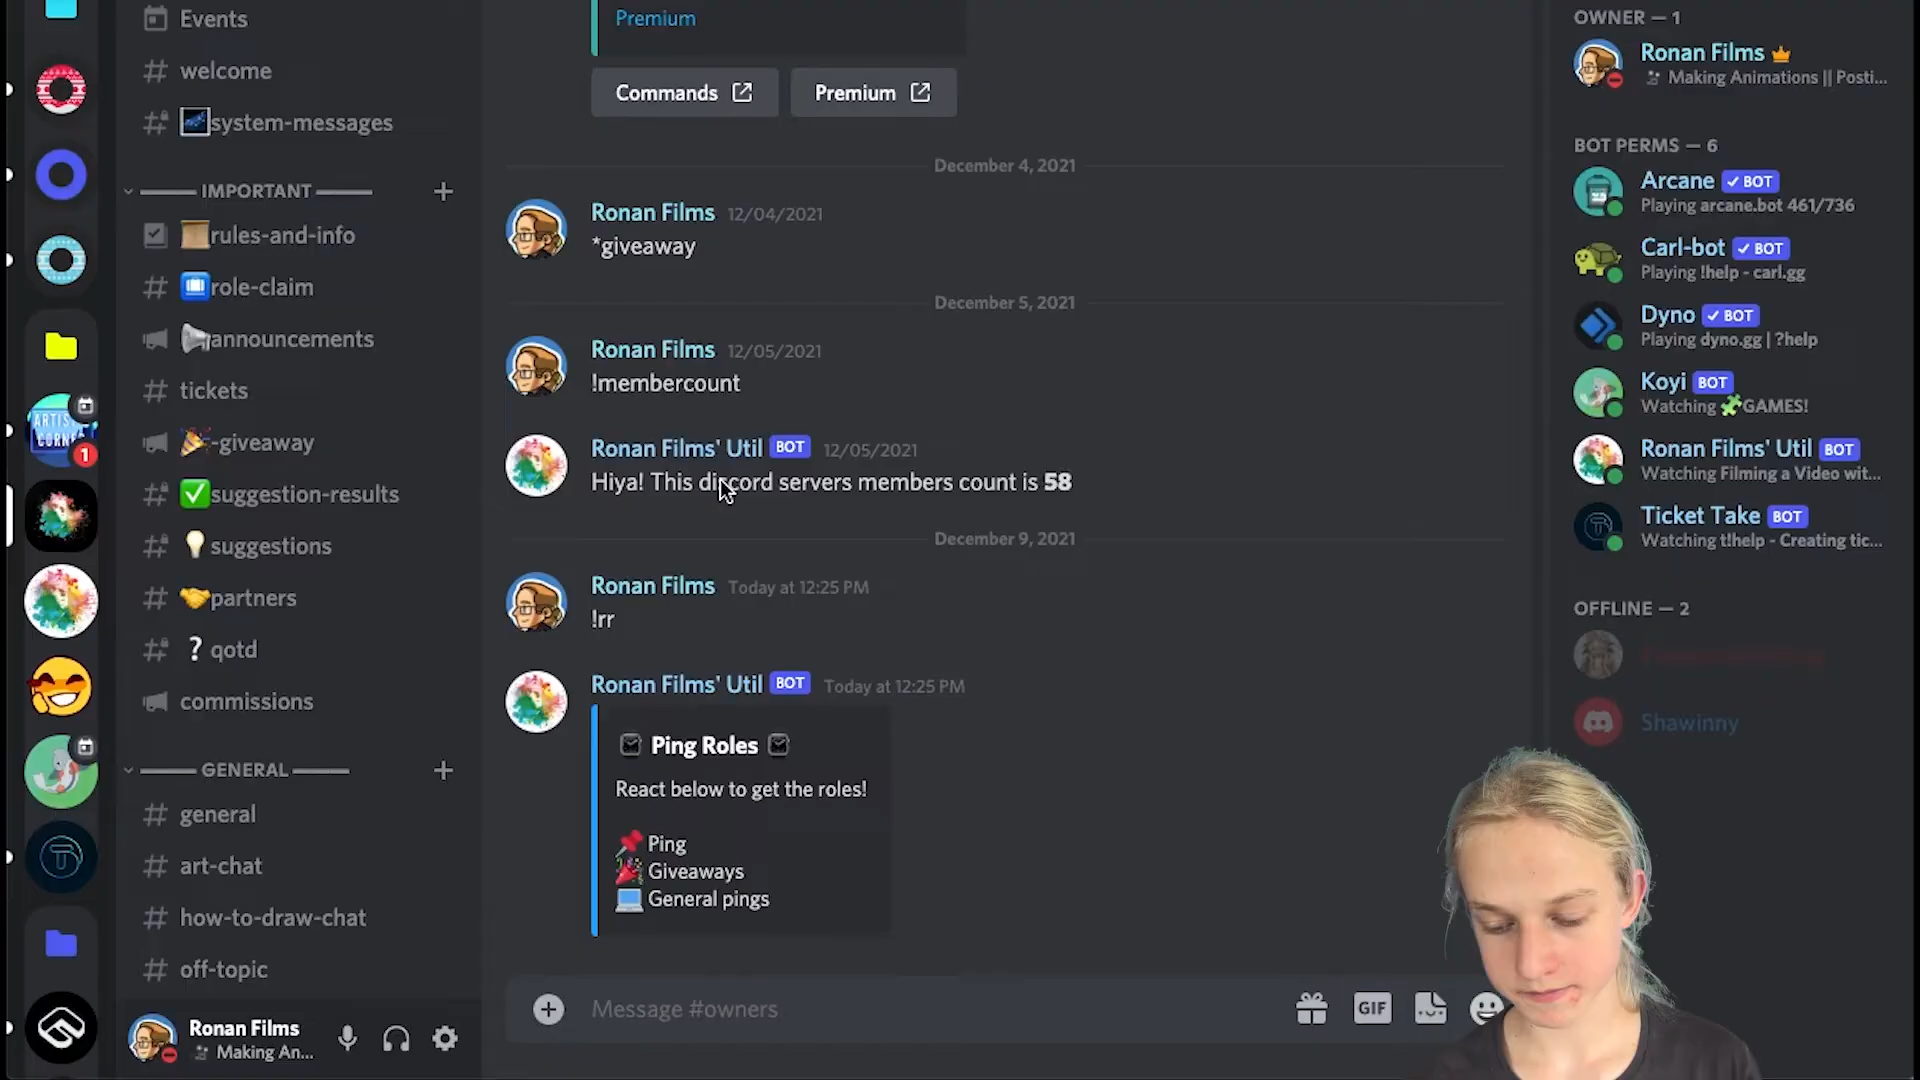 Events
welcome
system-messages
IMPORTANT
rules-and-info
role-claim
announcements
tickets
-giveaway
suggestion-results
suggestions
partners
? qotd
commissions
GENERAL
general
art-chat
how-to-draw-chat
off-topic
ARTIS
CORNE
1
Ronan Films
Making An...
Premium
Commands
Premium
December 4, 2021
Ronan Films 12/04/2021
*giveaway
December 5, 2021
Ronan Films 12/05/2021
!membercount
Ronan Films' Util BOT 12/05/2021
Hiya! This discord servers members count is 58
December 9, 2021
Ronan Films Today at 12:25 PM
!rr
Ronan Films' Util BOT Today at 12:25 PM
Ping Roles
React below to get the roles!
Ping
Giveaways
General pings
Message #owners
GIF
OWNER — 1
Ronan Films
Making Animations || Posti...
BOT PERMS — 6
Arcane BOT
Playing arcane.bot 461/736
Carl-bot BOT
Playing !help - carl.gg
Dyno BOT
Playing dyno.gg | ?help
Koyi BOT
Watching GAMES!
Ronan Films' Util BOT
Watching Filming a Video wit...
Ticket Take BOT
Watching t!help - Creating tic...
OFFLINE — 2
Shawinny